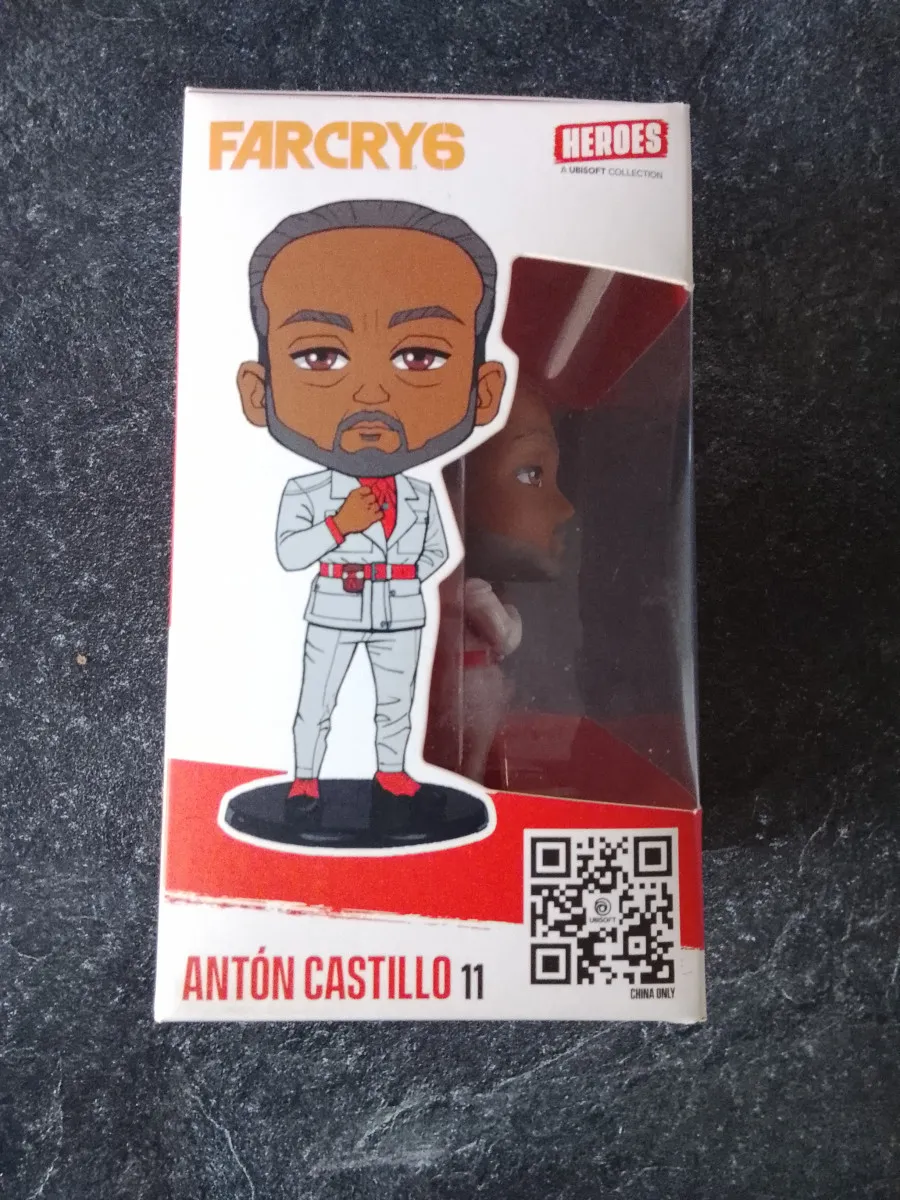 FARCRY6
HEROES
A UBISOFT COLLECTION
UBISOFT
ANTÓN CASTILLO 11
CHINA ONLY